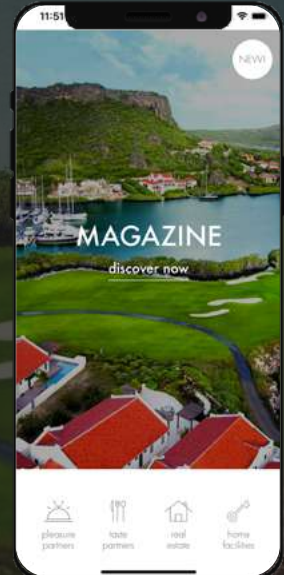 11:51
NEW!
MAGAZINE
discover now
pleasure
partners
taste
partners
real
estate
home
facilities